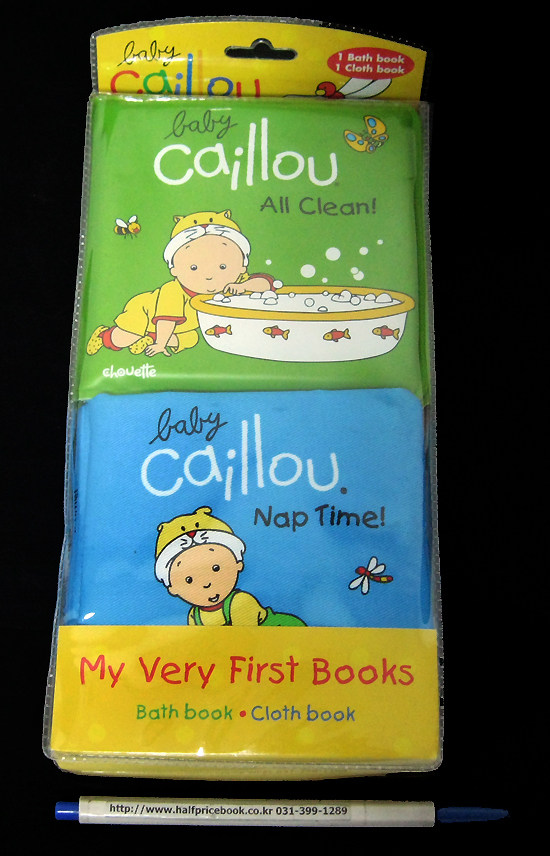 baby
1 Bath book
1 Cloth book
caillou
baby
caillou
All Clean!
chouette
baby
caillou.
Nap Time!
My Very First Books
Bath book • Cloth book
http://www.halfpricebook.co.kr 031-399-1289